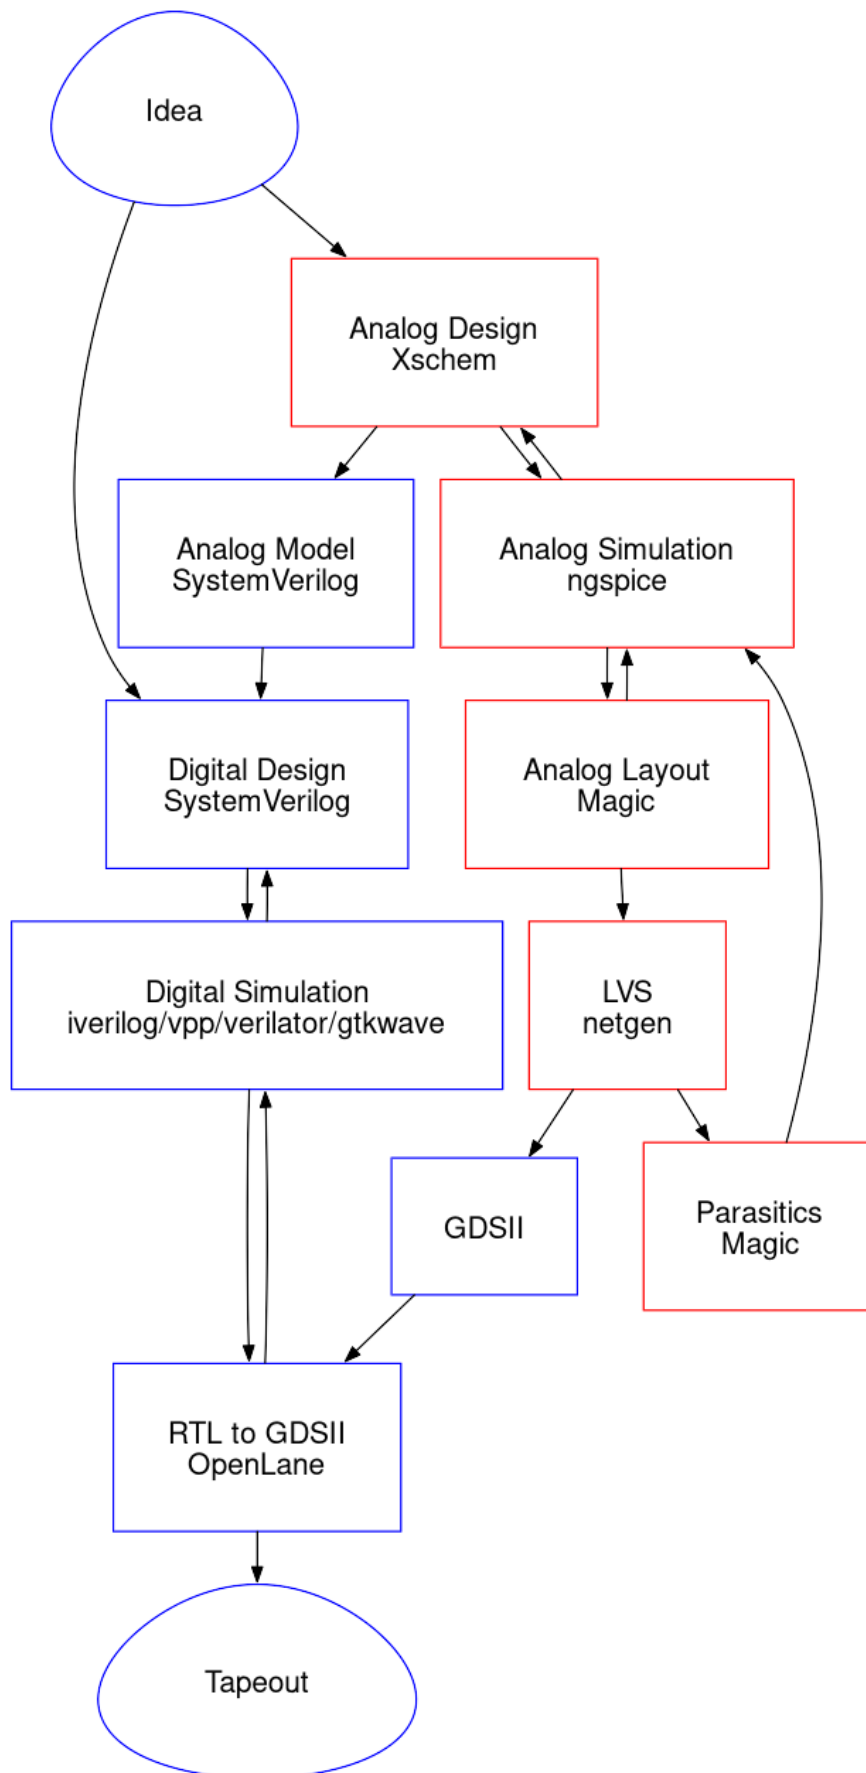 Idea
Analog Design
Xschem
Analog Model
SystemVerilog
Analog Simulation
ngspice
Digital Design
SystemVerilog
Analog Layout
Magic
Digital Simulation
iverilog/vpp/verilator/gtkwave
LVS
netgen
GDSII
Parasitics
Magic
RTL to GDSII
OpenLane
Tapeout